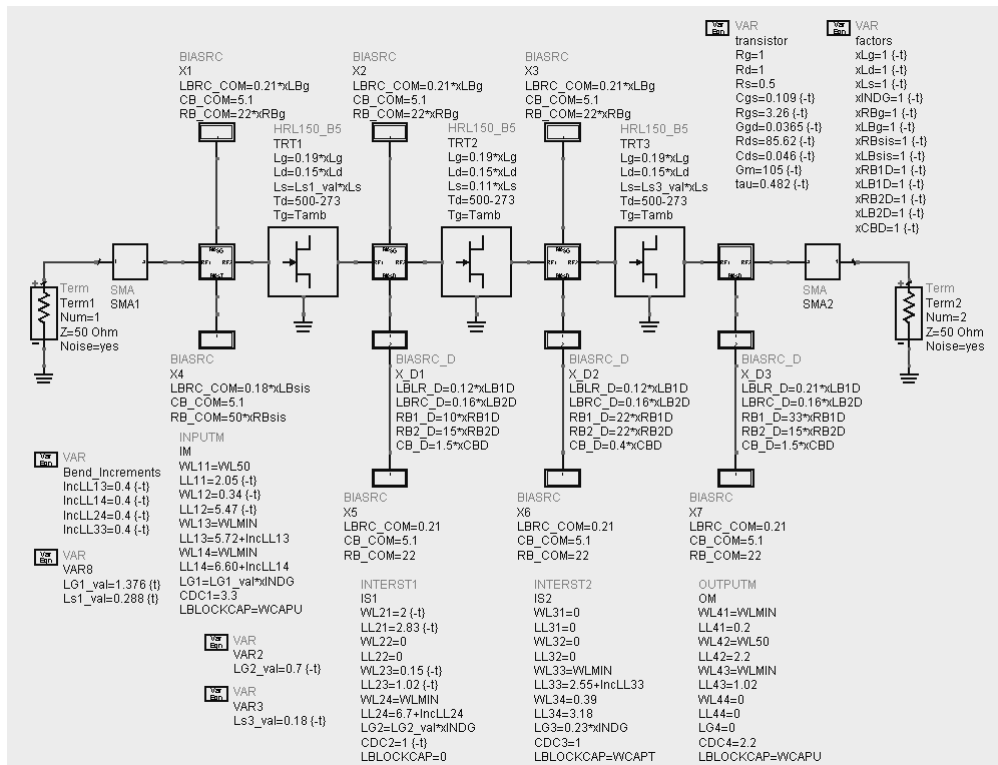 BIASRC
X1
LBRC_COM=0.21*xLBg
CB_COM=5.1
RB_COM=22*xRBg
BIASRC
X2
LBRC_COM=0.21*xLBg
CB_COM=5.1
RB_COM=22*xRBg
BIASRC
X3
LBRC_COM=0.21*xLBg
CB_COM=5.1
RB_COM=22*xRBg
Var
Eqn
VAR
transistor
Rg=1
Rd=1
Rs=0.5
Cgs=0.109 {-t}
Rgs=3.26 {-t}
Ggd=0.0365 {-t}
Rds=85.62 {-t}
Cds=0.046 {-t}
Gm=105 {-t}
tau=0.482 {-t}
Var
Eqn
VAR
factors
xLg=1 {-t}
xLd=1 {-t}
xLs=1 {-t}
xINDG=1 {-t}
xRBg=1 {-t}
xLBg=1 {-t}
xRBsis=1 {-t}
xLBsis=1 {-t}
xRB1D=1 {-t}
xLB1D=1 {-t}
xRB2D=1 {-t}
xLB2D=1 {-t}
xCBD=1 {-t}
HRL150_B5
TRT1
Lg=0.19*xLg
Ld=0.15*xLd
Ls=Ls1_val*xLs
Td=500-273
Tg=Tamb
HRL150_B5
TRT2
Lg=0.19*xLg
Ld=0.15*xLd
Ls=0.11*xLs
Td=500-273
Tg=Tamb
HRL150_B5
TRT3
Lg=0.19*xLg
Ld=0.15*xLd
Ls=Ls3_val*xLs
Td=500-273
Tg=Tamb
Term
Term1
Num=1
Z=50 Ohm
Noise=yes
SMA
SMA1
RF1 RF2
RF1 RF2
RF1 RF2
RF1 RF2
SMA
SMA2
Term
Term2
Num=2
Z=50 Ohm
Noise=yes
BIASRC
X4
LBRC_COM=0.18*xLBsis
CB_COM=5.1
RB_COM=50*xRBsis
BIASRC_D
X_D1
LBLR_D=0.12*xLB1D
LBRC_D=0.16*xLB2D
RB1_D=10*xRB1D
RB2_D=15*xRB2D
CB_D=1.5*xCBD
BIASRC_D
X_D2
LBLR_D=0.12*xLB1D
LBRC_D=0.16*xLB2D
RB1_D=22*xRB1D
RB2_D=22*xRB2D
CB_D=0.4*xCBD
BIASRC_D
X_D3
LBLR_D=0.21*xLB1D
LBRC_D=0.16*xLB2D
RB1_D=33*xRB1D
RB2_D=15*xRB2D
CB_D=1.5*xCBD
Var
Eqn
VAR
Bend_Increments
IncLL13=0.4 {-t}
IncLL14=0.4 {-t}
IncLL24=0.4 {-t}
IncLL33=0.4 {-t}
Var
Eqn
VAR
VAR8
LG1_val=1.376 {t}
Ls1_val=0.288 {t}
INPUTM
IM
WL11=WL50
LL11=2.05 {-t}
WL12=0.34 {-t}
LL12=5.47 {-t}
WL13=WLMIN
LL13=5.72+IncLL13
WL14=WLMIN
LL14=6.60+IncLL14
LG1=LG1_val*xINDG
CDC1=3.3
LBLOCKCAP=WCAPU
BIASRC
X5
LBRC_COM=0.21
CB_COM=5.1
RB_COM=22
BIASRC
X6
LBRC_COM=0.21
CB_COM=5.1
RB_COM=22
BIASRC
X7
LBRC_COM=0.21
CB_COM=5.1
RB_COM=22
Var
Eqn
VAR
VAR2
LG2_val=0.7 {-t}
Var
Eqn
VAR
VAR3
Ls3_val=0.18 {-t}
INTERST1
IS1
WL21=2 {-t}
LL21=2.83 {-t}
WL22=0
LL22=0
WL23=0.15 {-t}
LL23=1.02 {-t}
WL24=WLMIN
LL24=6.7+IncLL24
LG2=LG2_val*xINDG
CDC2=1 {-t}
LBLOCKCAP=0
INTERST2
IS2
WL31=0
LL31=0
WL32=0
LL32=0
WL33=WLMIN
LL33=2.55+IncLL33
WL34=0.39
LL34=3.18
LG3=0.23*xINDG
CDC3=1
LBLOCKCAP=WCAPT
OUTPUTM
OM
WL41=WLMIN
LL41=0.2
WL42=WL50
LL42=2.2
WL43=WLMIN
LL43=1.02
WL44=0
LL44=0
LG4=0
CDC4=2.2
LBLOCKCAP=WCAPU